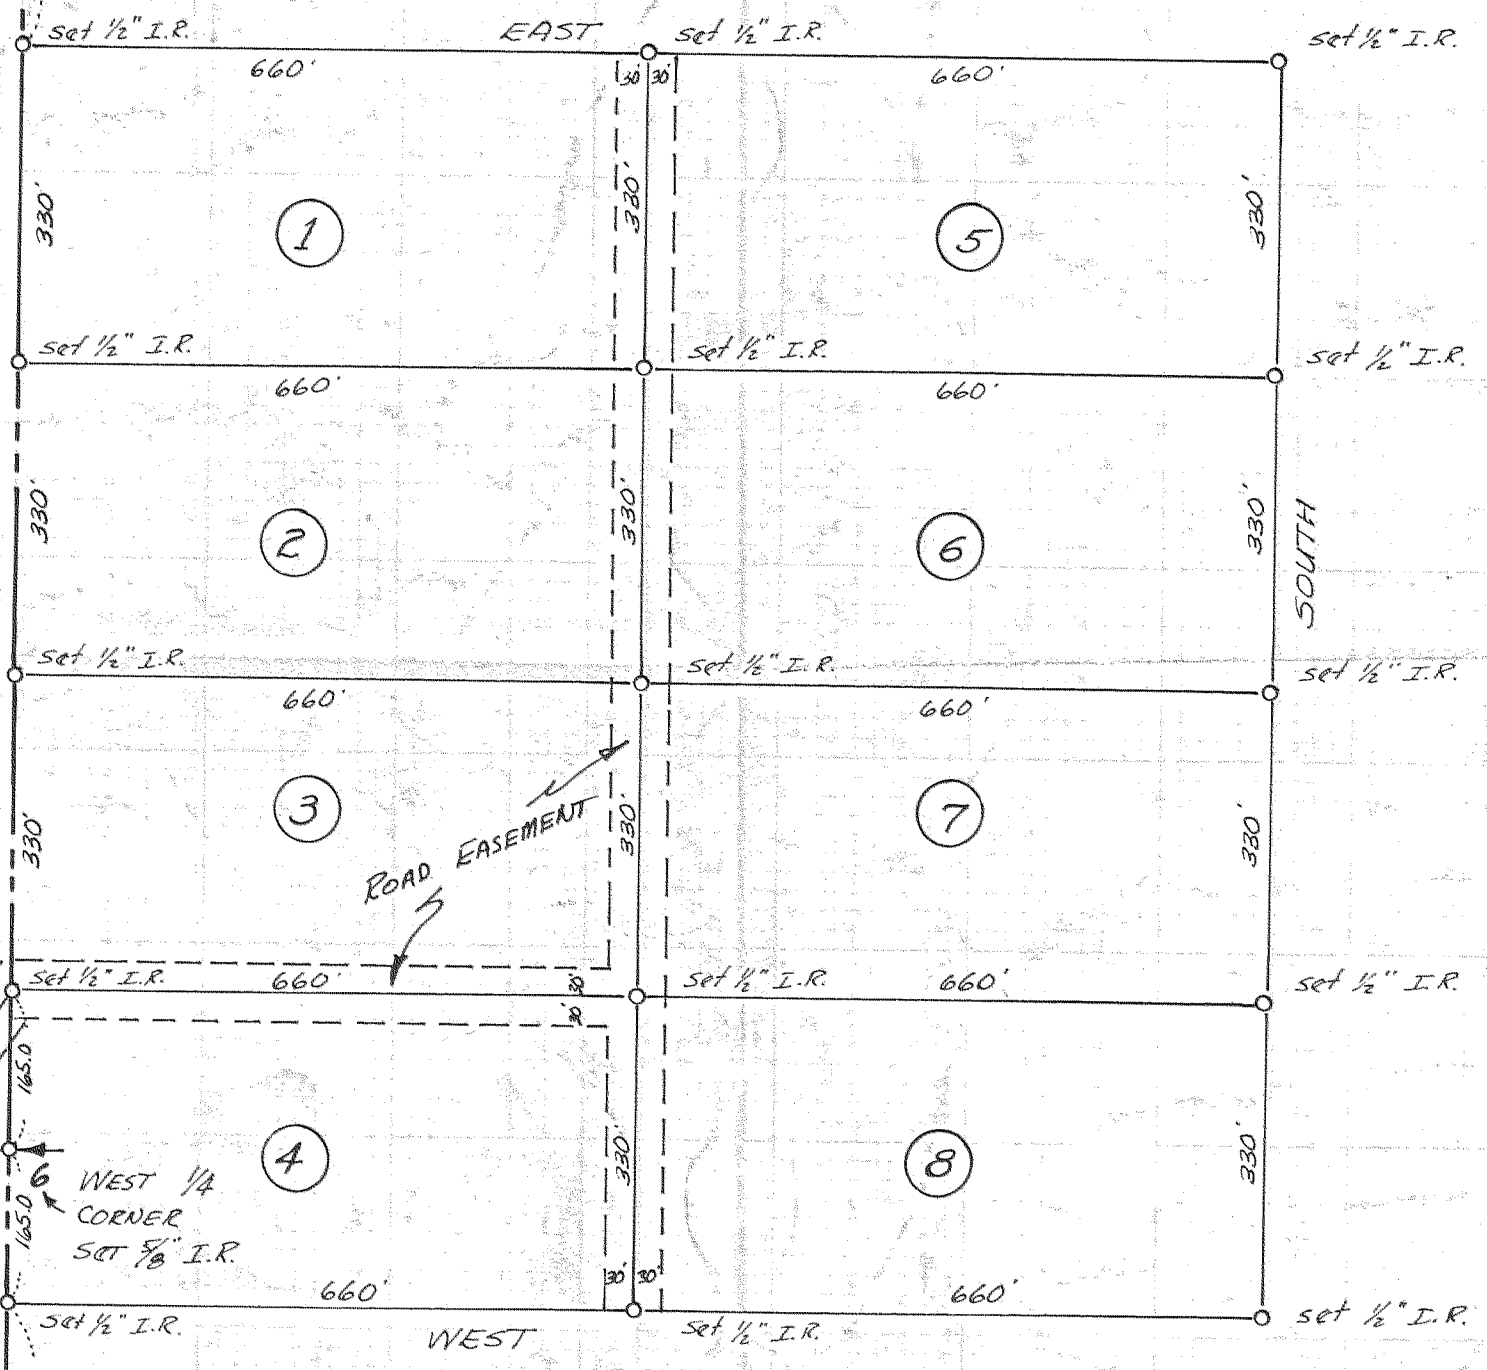 set ½" I.R. EAST set ½" I.R. set ½" I.R.
660' 30' 30' 660'
330' 330' 330'
1 5
set ½" I.R. set ½" I.R. set ½" I.R.
660' 660'
330' 330' 330' SOUTH
2 6
set ½" I.R. set ½" I.R. set ½" I.R.
660' 660'
3 7
330' 330' 330'
ROAD EASEMENT
set ½" I.R. 660' 30' set ½" I.R. 660' set ½" I.R.
30'
165.0
4 8
330' 330'
6 WEST ¼
CORNER
SET ⅝" I.R.
165.0
660' 30' 30' 660'
set ½" I.R. WEST set ½" I.R. set ½" I.R.